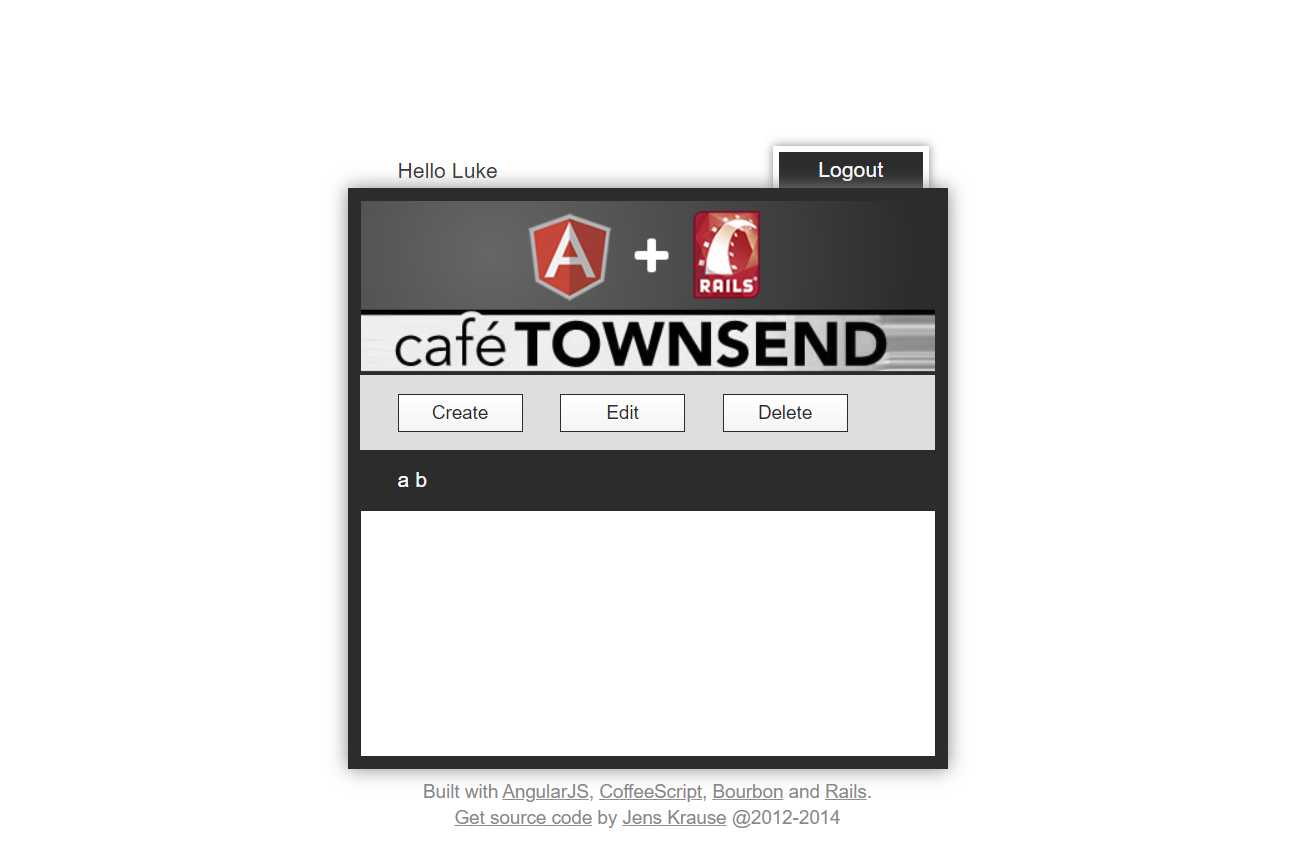 Hello Luke
Logout
A
RAILS
café TOWNSEND
Create
Edit
Delete
a b
Built with AngularJS, CoffeeScript, Bourbon and Rails.
Get source code by Jens Krause @2012-2014